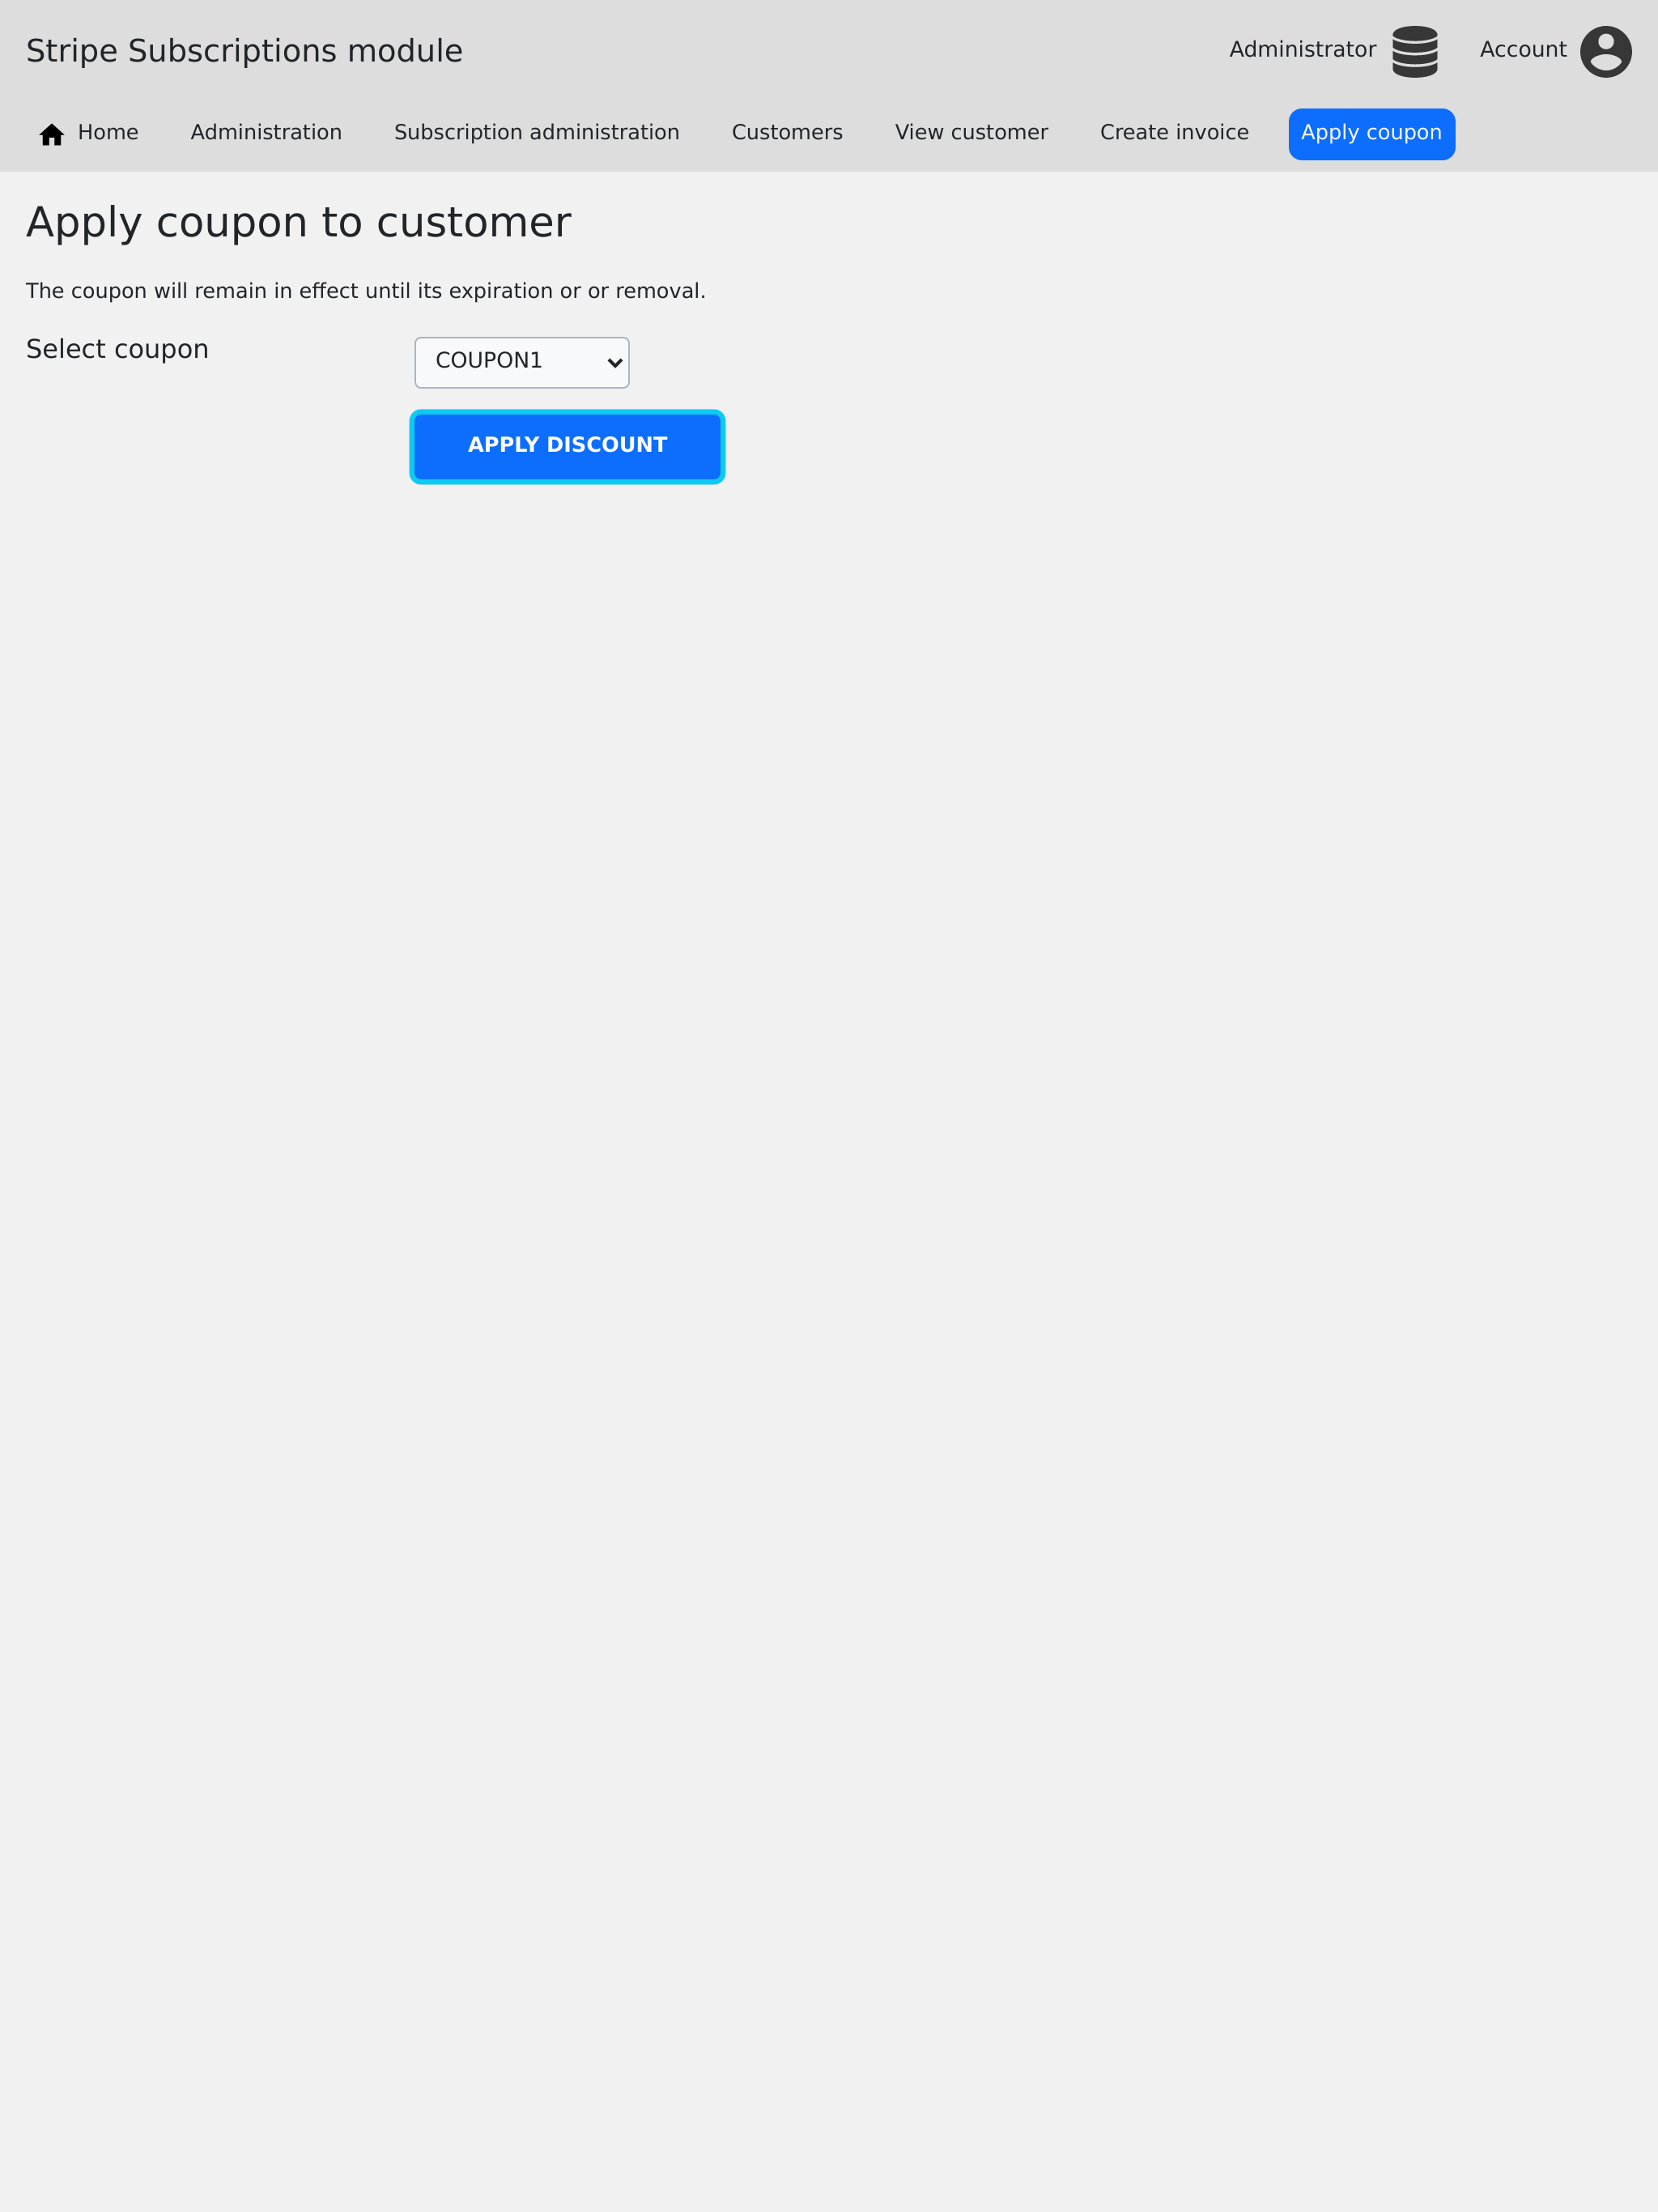 Stripe Subscriptions module
Administrator
Account
Home
Administration
Subscription administration
Customers
View customer
Create invoice
Apply coupon
Apply coupon to customer
The coupon will remain in effect until its expiration or or removal.
Select coupon
COUPON1
APPLY DISCOUNT